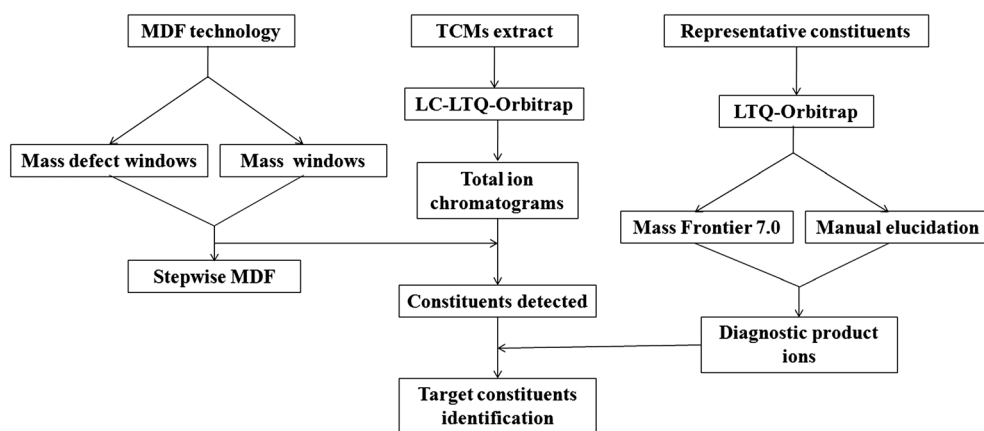 MDF technology
TCMs extract
Representative constituents
LC-LTQ-Orbitrap
LTQ-Orbitrap
Mass defect windows
Mass windows
Total ion
chromatograms
Mass Frontier 7.0
Manual elucidation
Stepwise MDF
Constituents detected
Diagnostic product
ions
Target constituents
identification